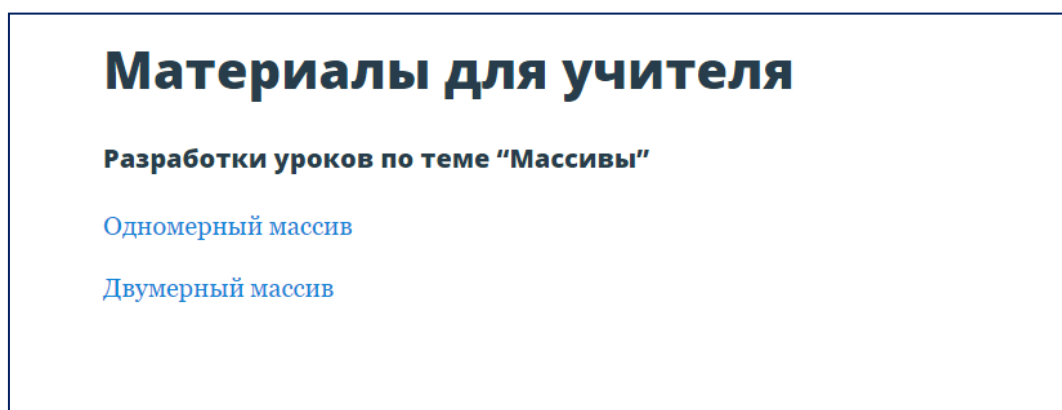 Материалы для учителя
Разработки уроков по теме “Массивы”
Одномерный массив
Двумерный массив